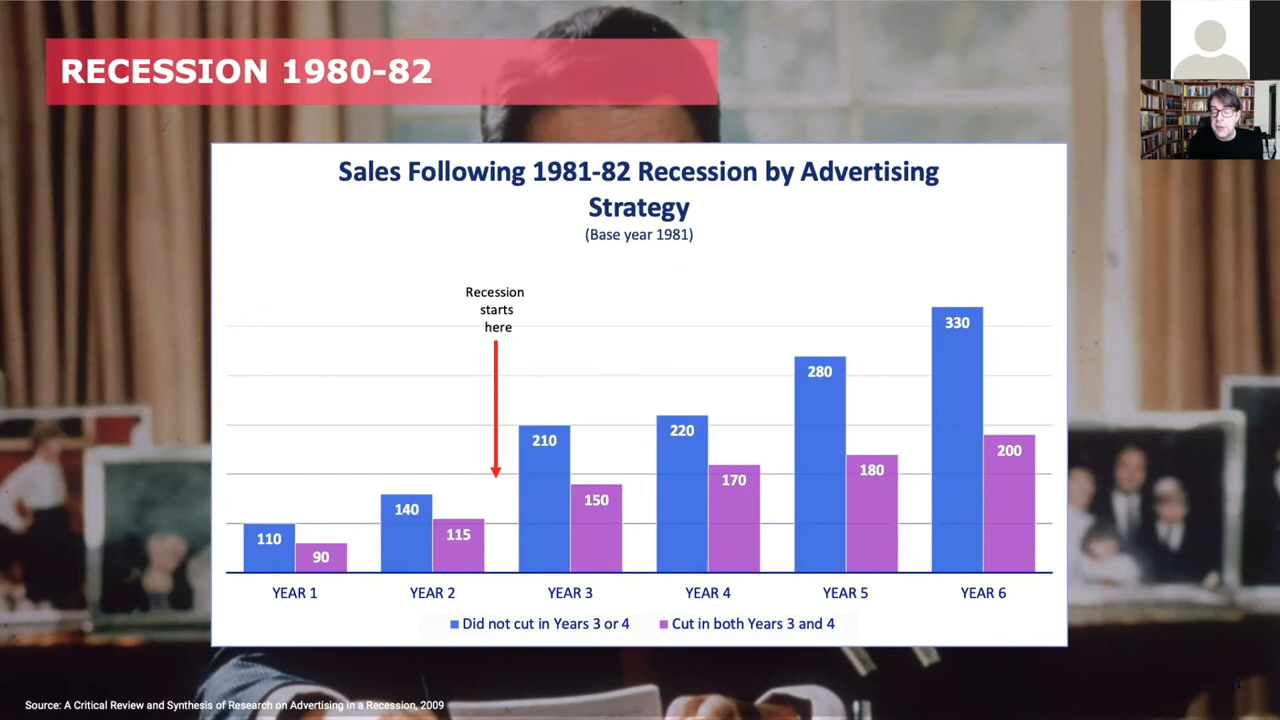 RECESSION 1980-82
Sales Following 1981-82 Recession by Advertising
Strategy
(Base year 1981)
Recession
starts
here
110
90
140
115
210
150
220
170
280
180
330
200
YEAR 1
YEAR 2
YEAR 3
YEAR 4
YEAR 5
YEAR 6
Did not cut in Years 3 or 4
Cut in both Years 3 and 4
Source: A Critical Review and Synthesis of Research on Advertising in a Recession, 2009